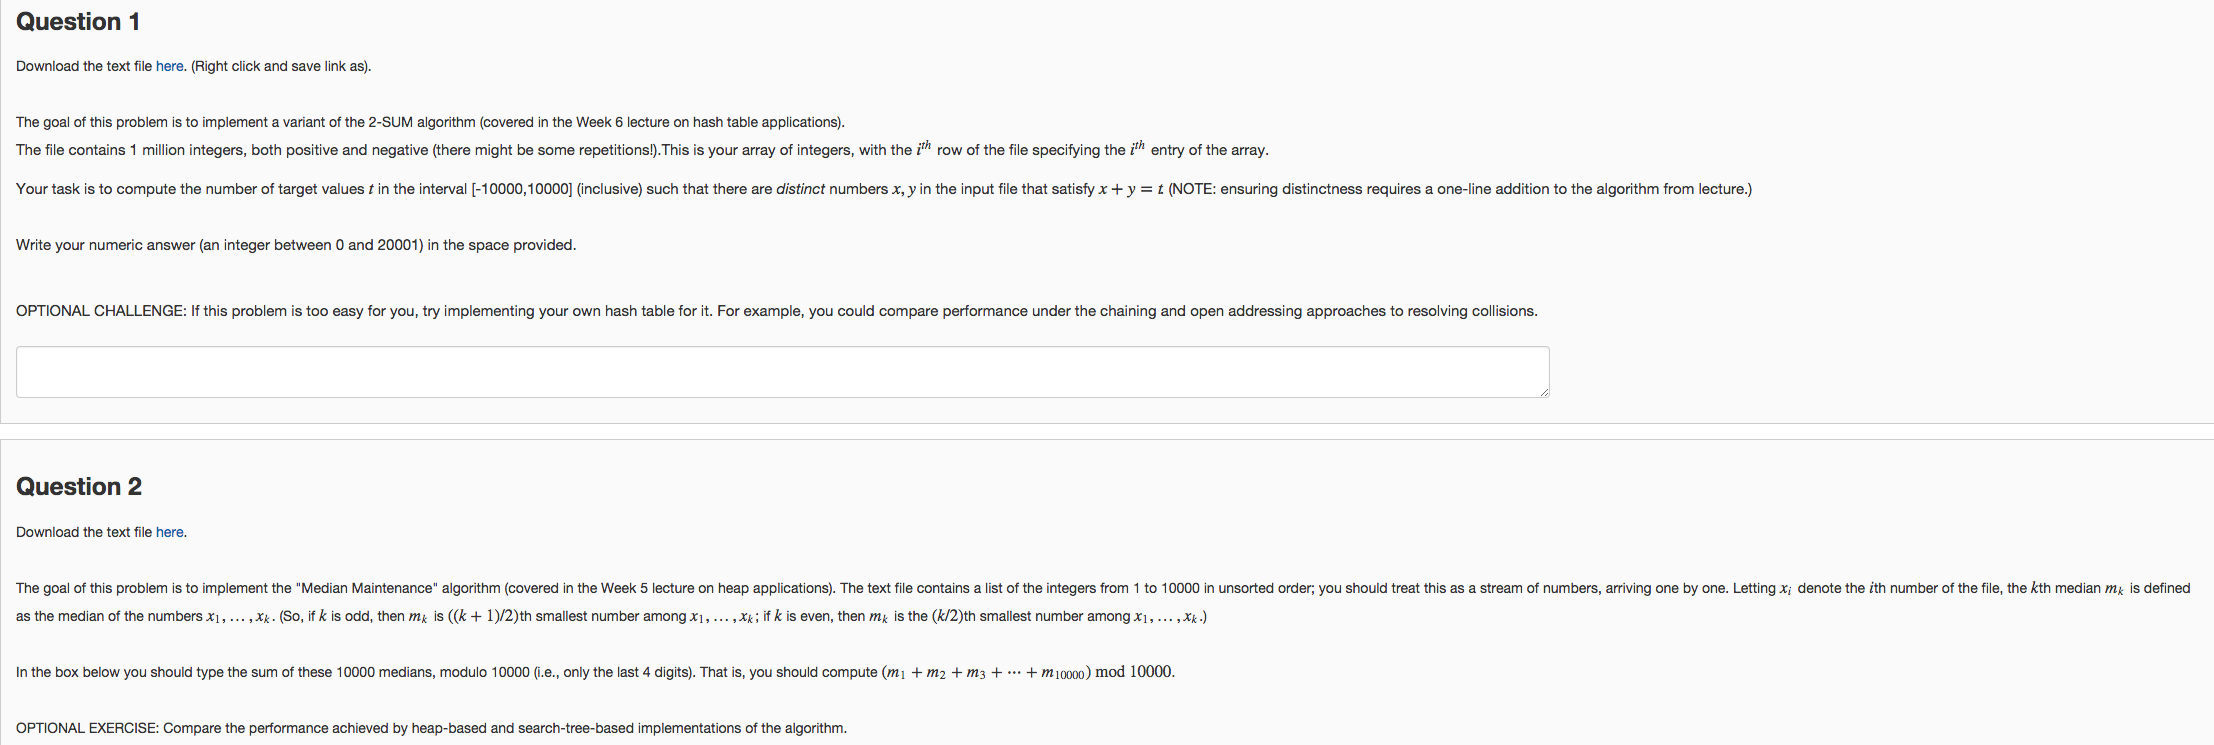 Question 1
Download the text file here. (Right click and save link as).
The goal of this problem is to implement a variant of the 2-SUM algorithm (covered in the Week 6 lecture on hash table applications).
The file contains 1 million integers, both positive and negative (there might be some repetitions!).This is your array of integers, with the i^th row of the file specifying the i^th entry of the array.
Your task is to compute the number of target values t in the interval [-10000,10000] (inclusive) such that there are distinct numbers x, y in the input file that satisfy x + y = t (NOTE: ensuring distinctness requires a one-line addition to the algorithm from lecture.)
Write your numeric answer (an integer between 0 and 20001) in the space provided.
OPTIONAL CHALLENGE: If this problem is too easy for you, try implementing your own hash table for it. For example, you could compare performance under the chaining and open addressing approaches to resolving collisions.
Question 2
Download the text file here.
The goal of this problem is to implement the "Median Maintenance" algorithm (covered in the Week 5 lecture on heap applications). The text file contains a list of the integers from 1 to 10000 in unsorted order; you should treat this as a stream of numbers, arriving one by one. Letting x_i denote the ith number of the file, the kth median m_k is defined
as the median of the numbers x_1, … , x_k. (So, if k is odd, then m_k is ((k + 1)/2)th smallest number among x_1, … , x_k; if k is even, then m_k is the (k/2)th smallest number among x_1, … , x_k.)
In the box below you should type the sum of these 10000 medians, modulo 10000 (i.e., only the last 4 digits). That is, you should compute (m_1 + m_2 + m_3 + ⋯ + m_10000) mod 10000.
OPTIONAL EXERCISE: Compare the performance achieved by heap-based and search-tree-based implementations of the algorithm.